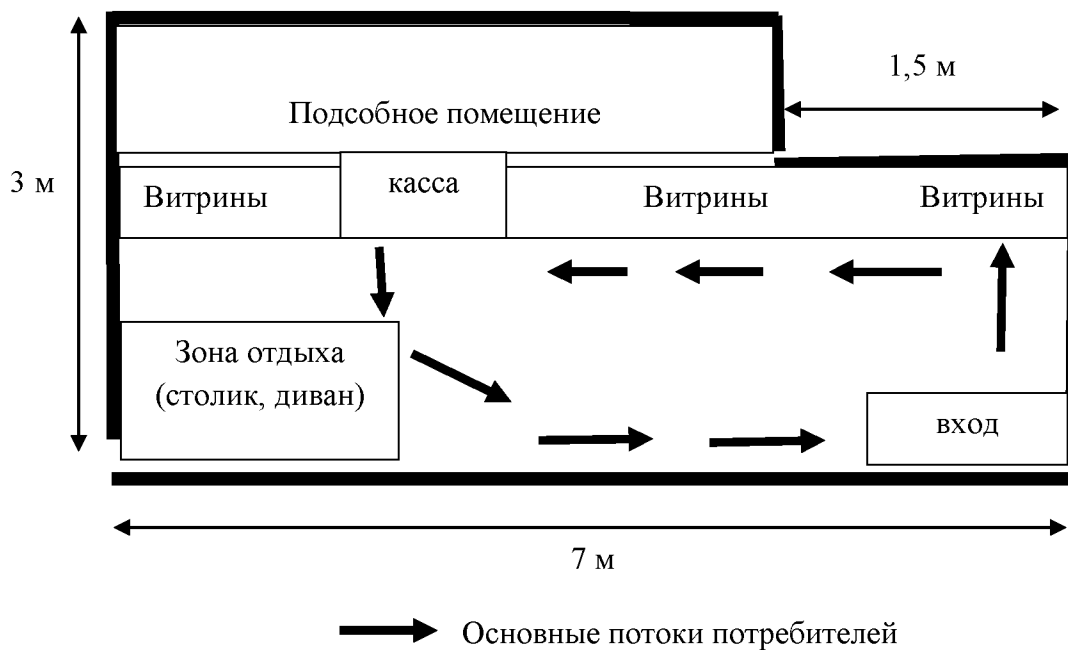 1,5 м
Подсобное помещение
3 м
Витрины
касса
Витрины
Витрины
Зона отдыха
(столик, диван)
вход
7 м
Основные потоки потребителей